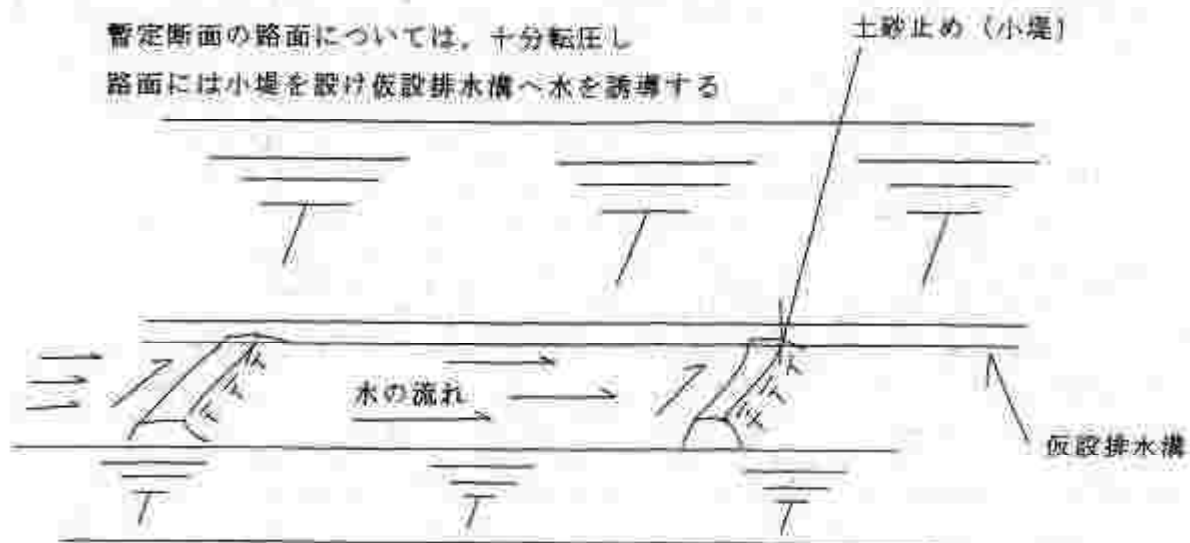 暫定断面の路面については，十分転圧し
路面には小堤を設け仮設排水溝へ水を誘導する
土砂止め（小堤）
水の流れ
仮設排水溝